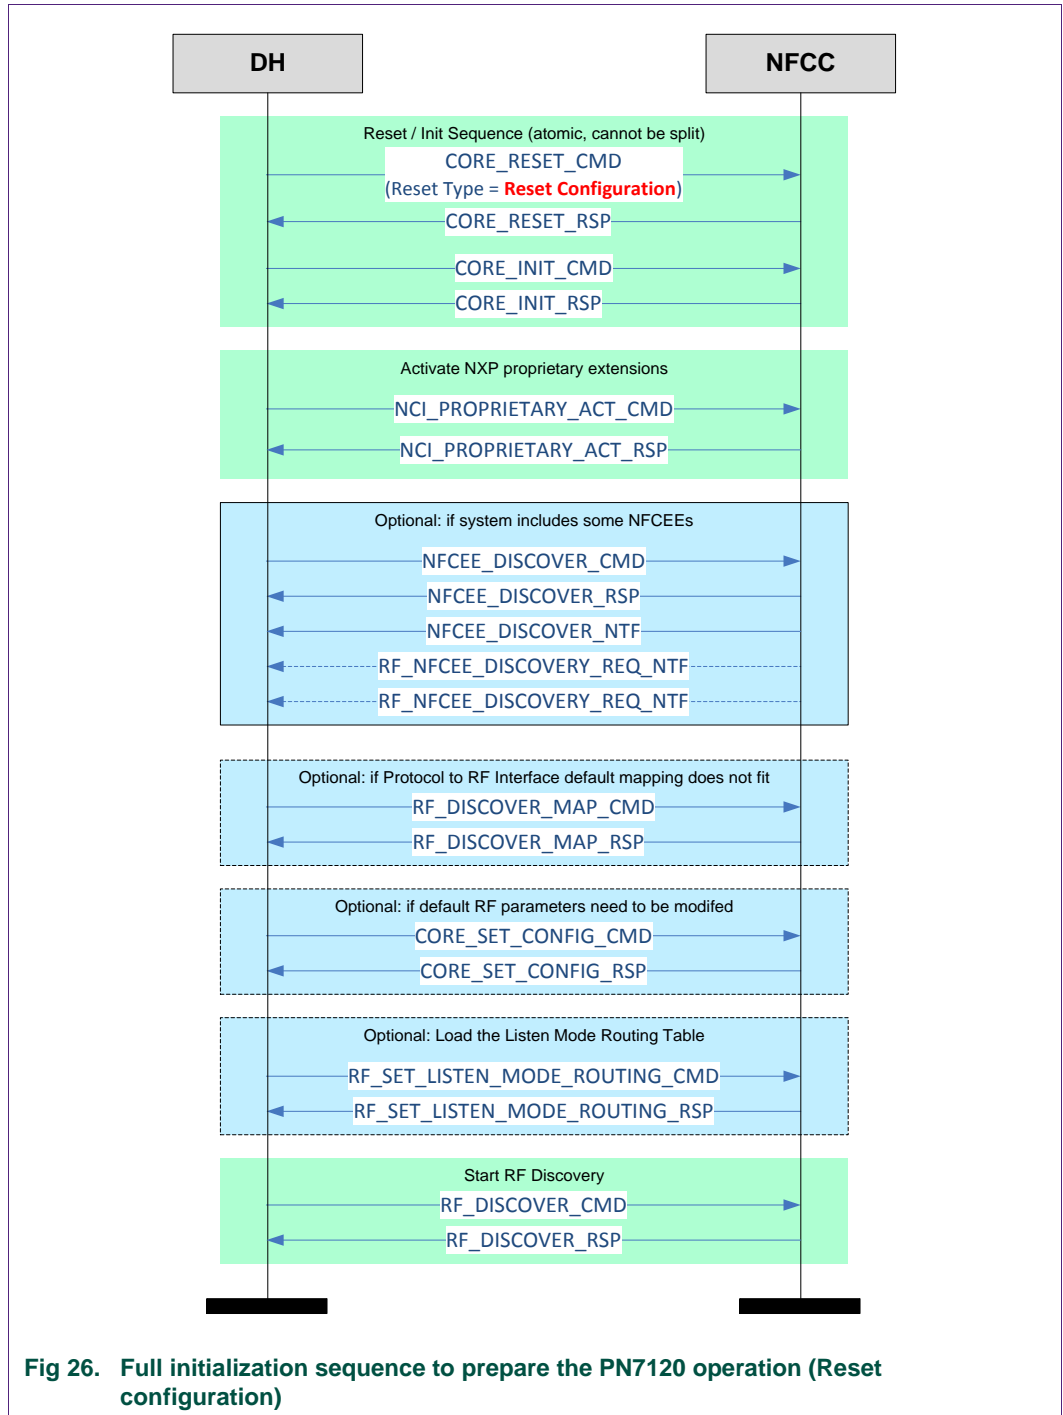 DH
NFCC
Reset / Init Sequence (atomic, cannot be split)
CORE_RESET_CMD
(Reset Type = Reset Configuration)
CORE_RESET_RSP
CORE_INIT_CMD
CORE_INIT_RSP
Activate NXP proprietary extensions
NCI_PROPRIETARY_ACT_CMD
NCI_PROPRIETARY_ACT_RSP
Optional: if system includes some NFCEEs
NFCEE_DISCOVER_CMD
NFCEE_DISCOVER_RSP
NFCEE_DISCOVER_NTF
RF_NFCEE_DISCOVERY_REQ_NTF
RF_NFCEE_DISCOVERY_REQ_NTF
Optional: if Protocol to RF Interface default mapping does not fit
RF_DISCOVER_MAP_CMD
RF_DISCOVER_MAP_RSP
Optional: if default RF parameters need to be modifed
CORE_SET_CONFIG_CMD
CORE_SET_CONFIG_RSP
Optional: Load the Listen Mode Routing Table
RF_SET_LISTEN_MODE_ROUTING_CMD
RF_SET_LISTEN_MODE_ROUTING_RSP
Start RF Discovery
RF_DISCOVER_CMD
RF_DISCOVER_RSP
Fig 26. Full initialization sequence to prepare the PN7120 operation (Reset
configuration)